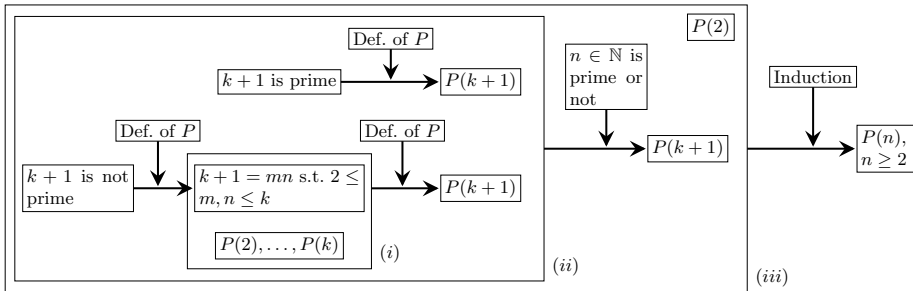 P(2)
Def. of P
n ∈ ℕ is
prime or
not
k + 1 is prime
P(k + 1)
Induction
Def. of P
Def. of P
P(k + 1)
P(n),
n ≥ 2
k + 1 is not
prime
k + 1 = mn s.t. 2 ≤
m, n ≤ k
P(k + 1)
P(2), . . . , P(k)
(i)
(ii)
(iii)